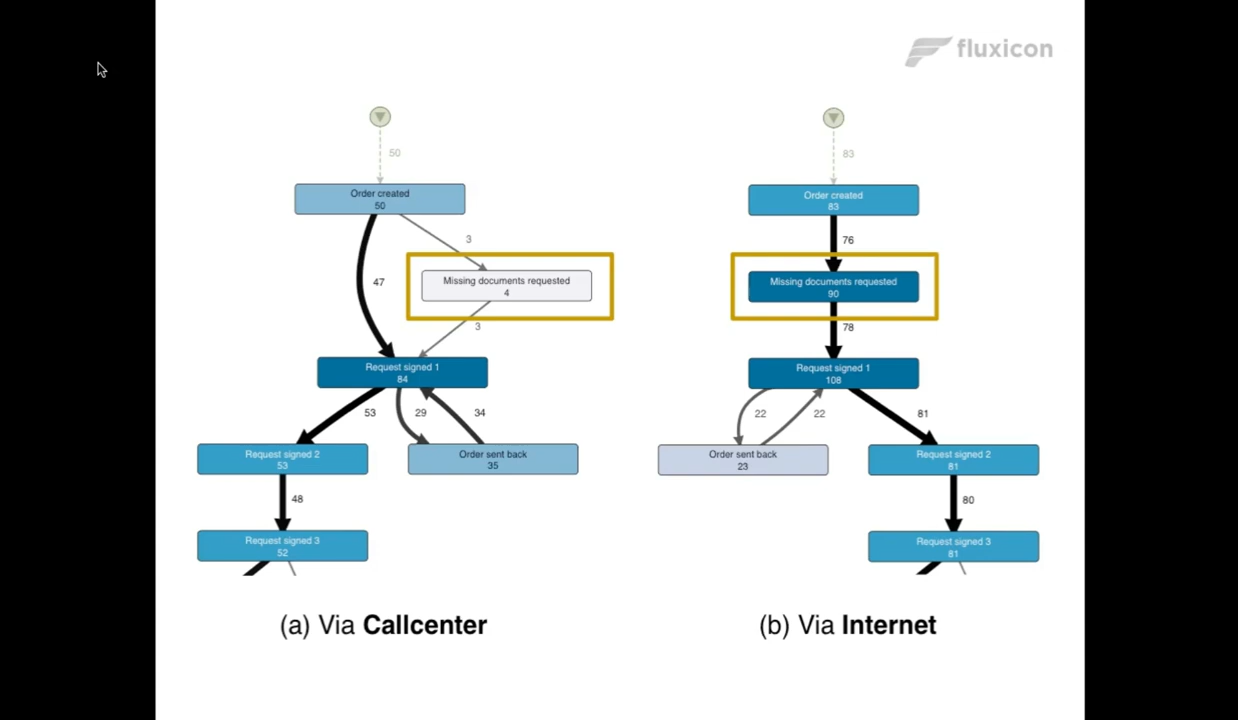 fluxicon
50
Order created
50
3
47
Missing documents requested
4
3
Request signed 1
84
53
29
34
Request signed 2
53
Order sent back
35
48
Request signed 3
52
(a) Via Callcenter
83
Order created
83
76
Missing documents requested
90
78
Request signed 1
108
22
22
81
Order sent back
23
Request signed 2
81
80
Request signed 3
81
(b) Via Internet